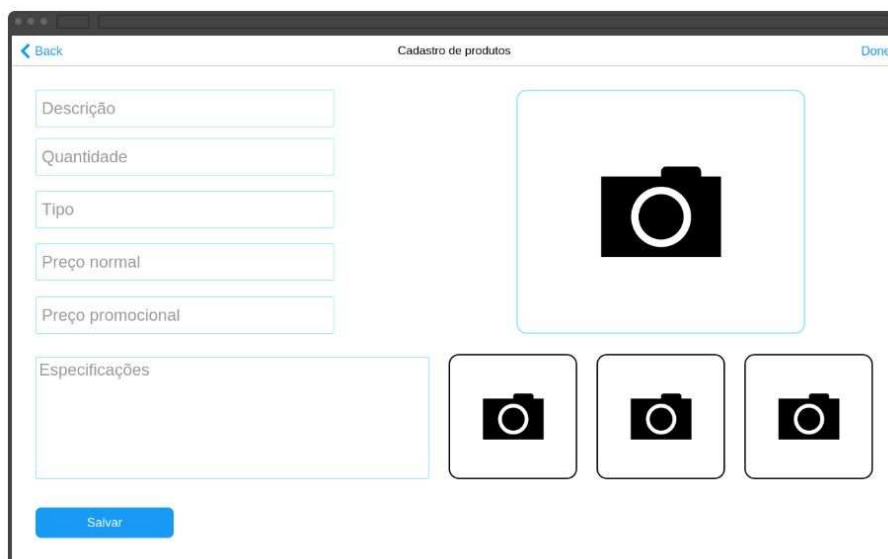 Back
Cadastro de produtos
Done
Descrição
Quantidade
Tipo
Preço normal
Preço promocional
Especificações
Salvar